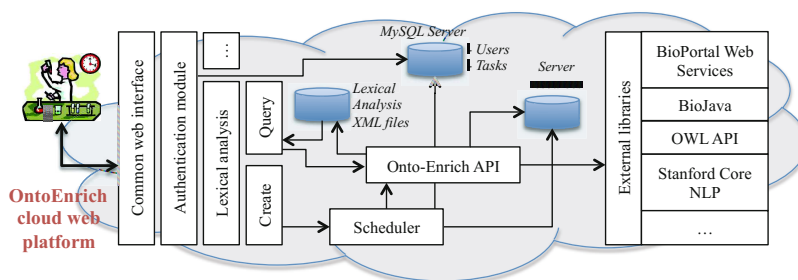 OntoEnrich
cloud web
platform
Common web interface
Authentication module
...
Lexical analysis
Query
Create
MySQL Server
Users
Tasks
Lexical
Analysis
XML files
Server
Onto-Enrich API
Scheduler
External libraries
BioPortal Web
Services
BioJava
OWL API
Stanford Core
NLP
...